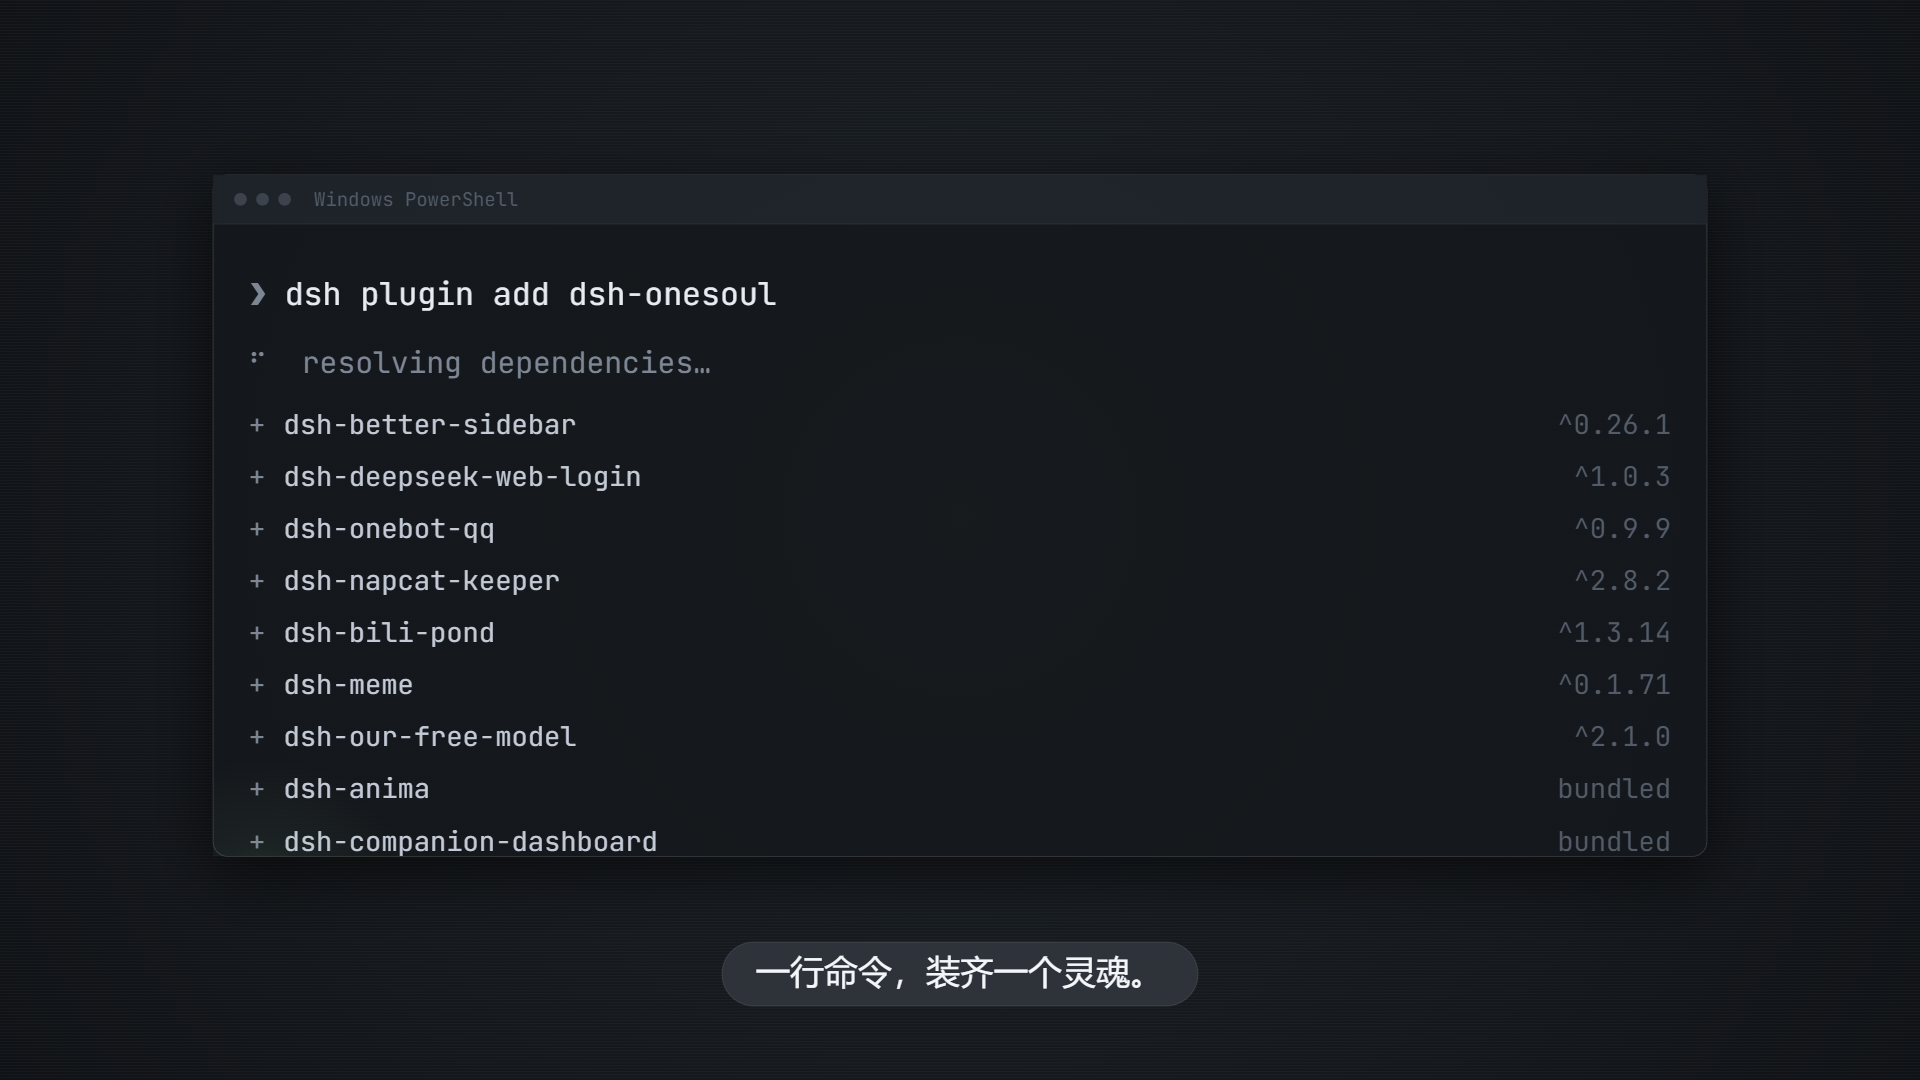 Windows PowerShell
❯ dsh plugin add dsh-onesoul
⠋ resolving dependencies…
+ dsh-better-sidebar ^0.26.1
+ dsh-deepseek-web-login ^1.0.3
+ dsh-onebot-qq ^0.9.9
+ dsh-napcat-keeper ^2.8.2
+ dsh-bili-pond ^1.3.14
+ dsh-meme ^0.1.71
+ dsh-our-free-model ^2.1.0
+ dsh-anima bundled
+ dsh-companion-dashboard bundled
一行命令，装齐一个灵魂。